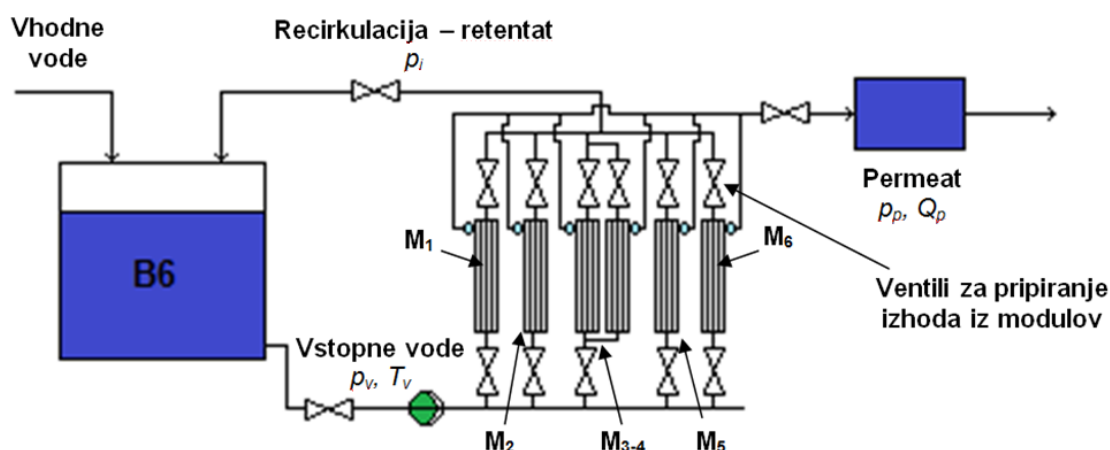 Vhodne
vode
Recirkulacija – retentat
pᵢ
Permeat
pₚ, Qₚ
B6
M₁
M₆
Ventili za pripiranje
izhoda iz modulov
Vstopne vode
pᵥ, Tᵥ
M₂
M₃₋₄
M₅